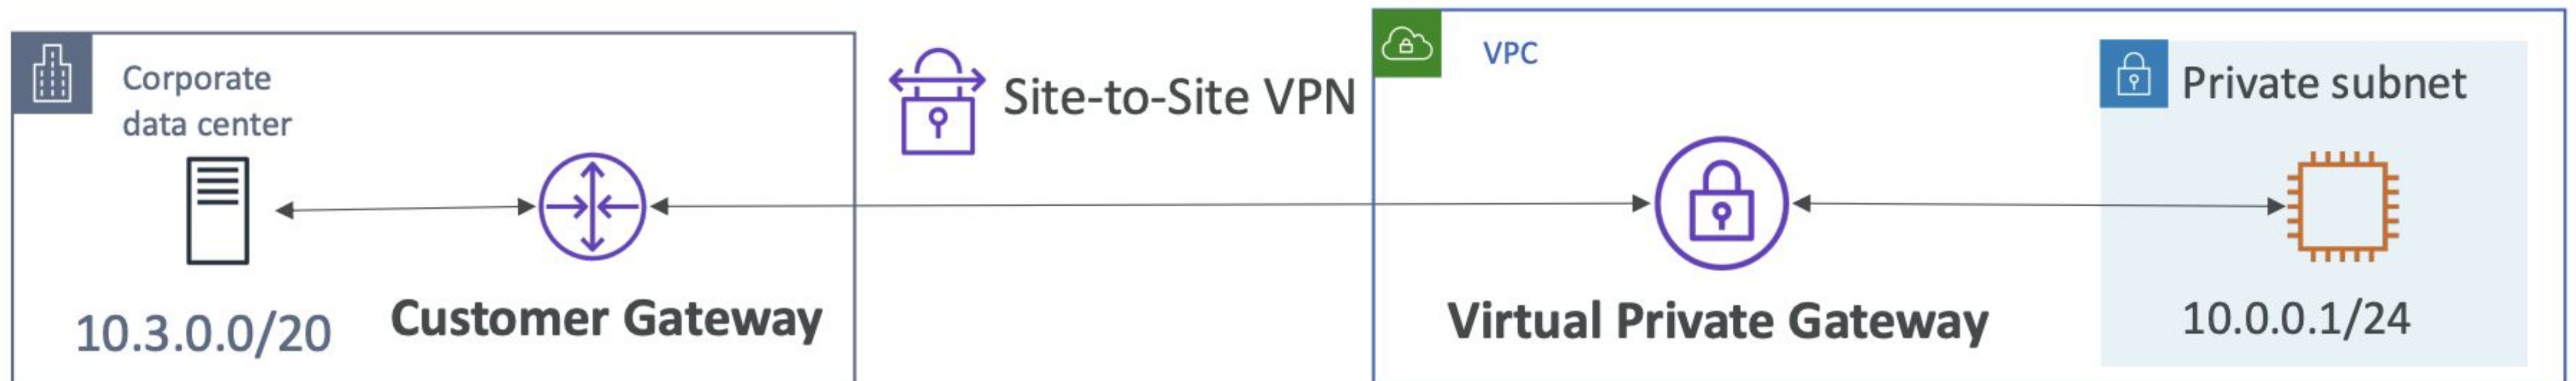 Corporate
data center
10.3.0.0/20
Customer Gateway
Site-to-Site VPN
VPC
Virtual Private Gateway
Private subnet
10.0.0.1/24